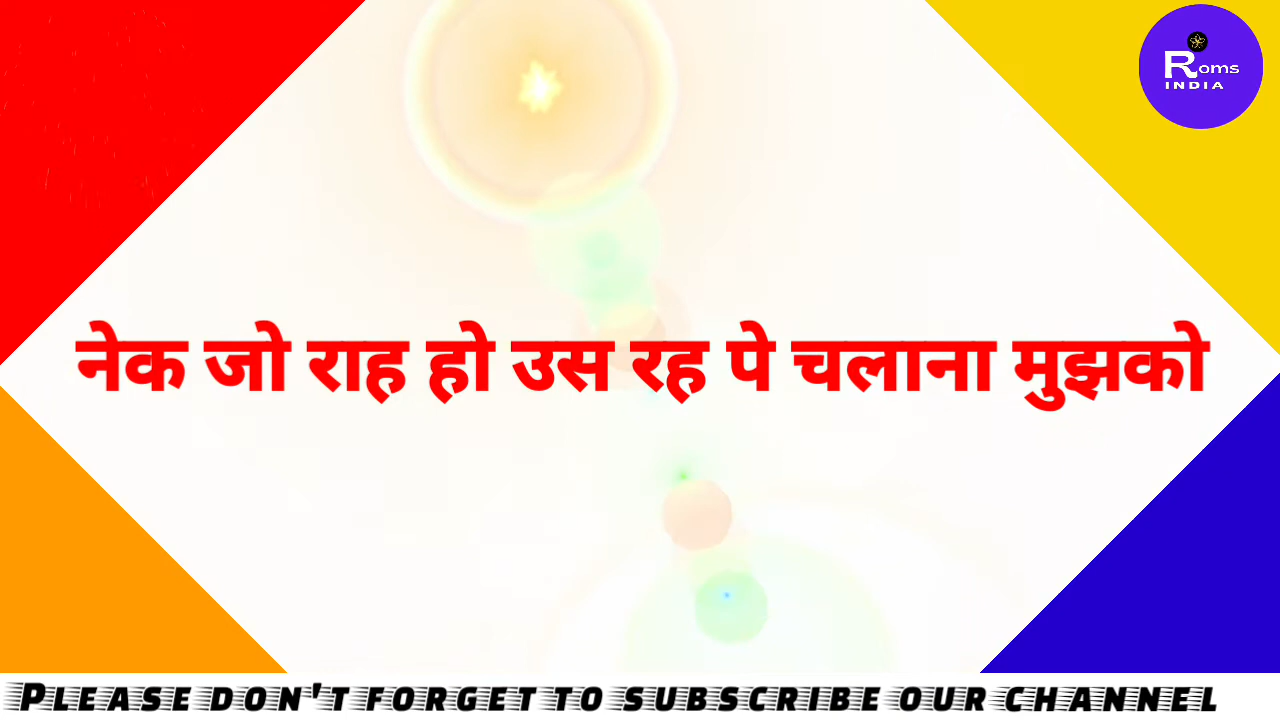 Roms
INDIA
नेक जो राह हो उस रह पे चलाना मुझको
PLEASE DON'T FORGET TO SUBSCRIBE OUR CHANNEL